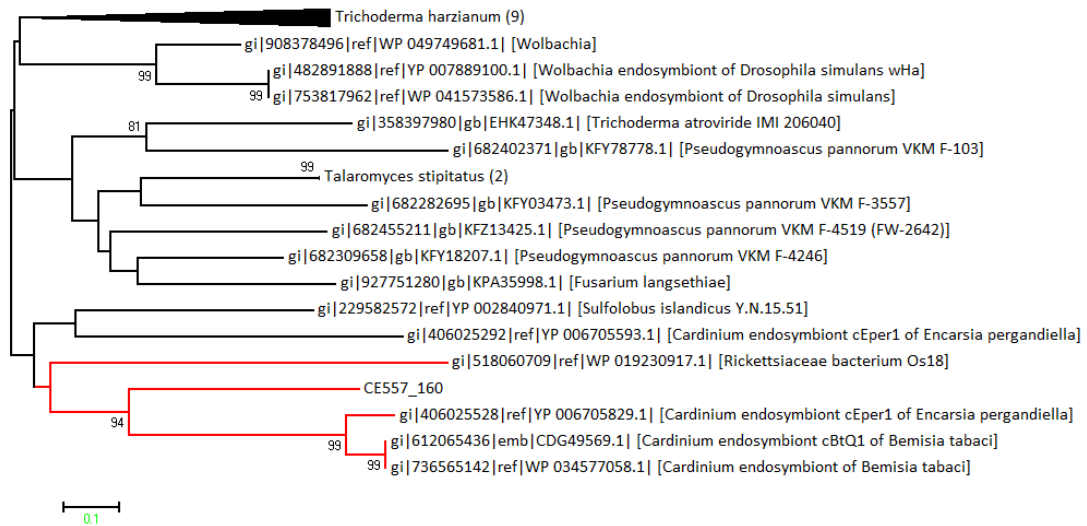 Trichoderma harzianum (9)
gi|908378496|ref|WP 049749681.1| [Wolbachia]
99
gi|482891888|ref|YP 007889100.1| [Wolbachia endosymbiont of Drosophila simulans wHa]
99
gi|753817962|ref|WP 041573586.1| [Wolbachia endosymbiont of Drosophila simulans]
81
gi|358397980|gb|EHK47348.1| [Trichoderma atroviride IMI 206040]
gi|682402371|gb|KFY78778.1| [Pseudogymnoascus pannorum VKM F-103]
99
Talaromyces stipitatus (2)
gi|682282695|gb|KFY03473.1| [Pseudogymnoascus pannorum VKM F-3557]
gi|682455211|gb|KFZ13425.1| [Pseudogymnoascus pannorum VKM F-4519 (FW-2642)]
gi|682309658|gb|KFY18207.1| [Pseudogymnoascus pannorum VKM F-4246]
gi|927751280|gb|KPA35998.1| [Fusarium langsethiae]
gi|229582572|ref|YP 002840971.1| [Sulfolobus islandicus Y.N.15.51]
gi|406025292|ref|YP 006705593.1| [Cardinium endosymbiont cEper1 of Encarsia pergandiella]
gi|518060709|ref|WP 019230917.1| [Rickettsiaceae bacterium Os18]
CE557_160
94
gi|406025528|ref|YP 006705829.1| [Cardinium endosymbiont cEper1 of Encarsia pergandiella]
99
gi|612065436|emb|CDG49569.1| [Cardinium endosymbiont cBtQ1 of Bemisia tabaci]
99
gi|736565142|ref|WP 034577058.1| [Cardinium endosymbiont of Bemisia tabaci]
0.1